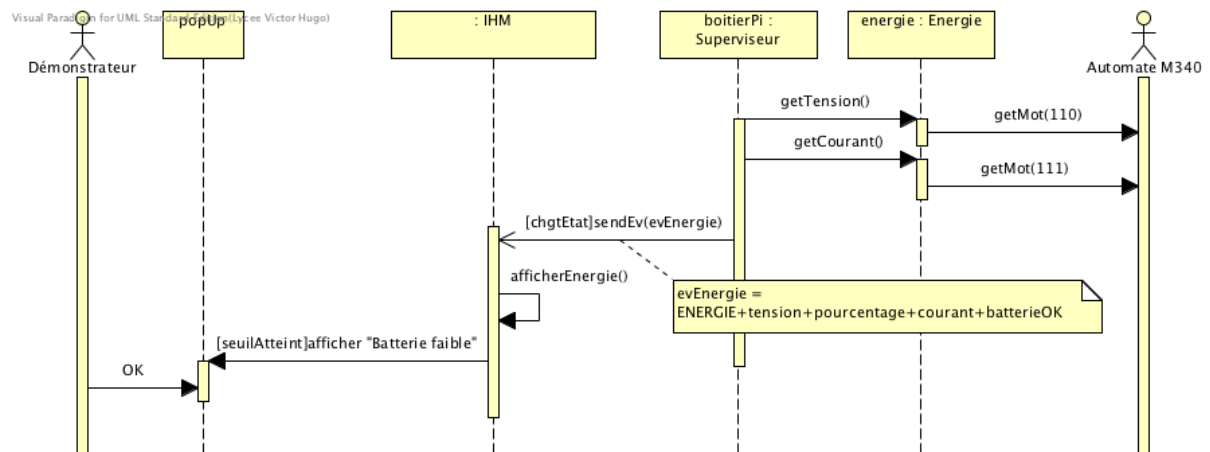 Visual Paradigm for UML Standard Edition(Lycee Victor Hugo)
popUp
: IHM
boitierPi :
Superviseur
energie : Energie
Démonstrateur
Automate M340
getTension()
getMot(110)
getCourant()
getMot(111)
[chgtEtat]sendEv(evEnergie)
afficherEnergie()
evEnergie =
ENERGIE+tension+pourcentage+courant+batterieOK
[seuilAtteint]afficher "Batterie faible"
OK